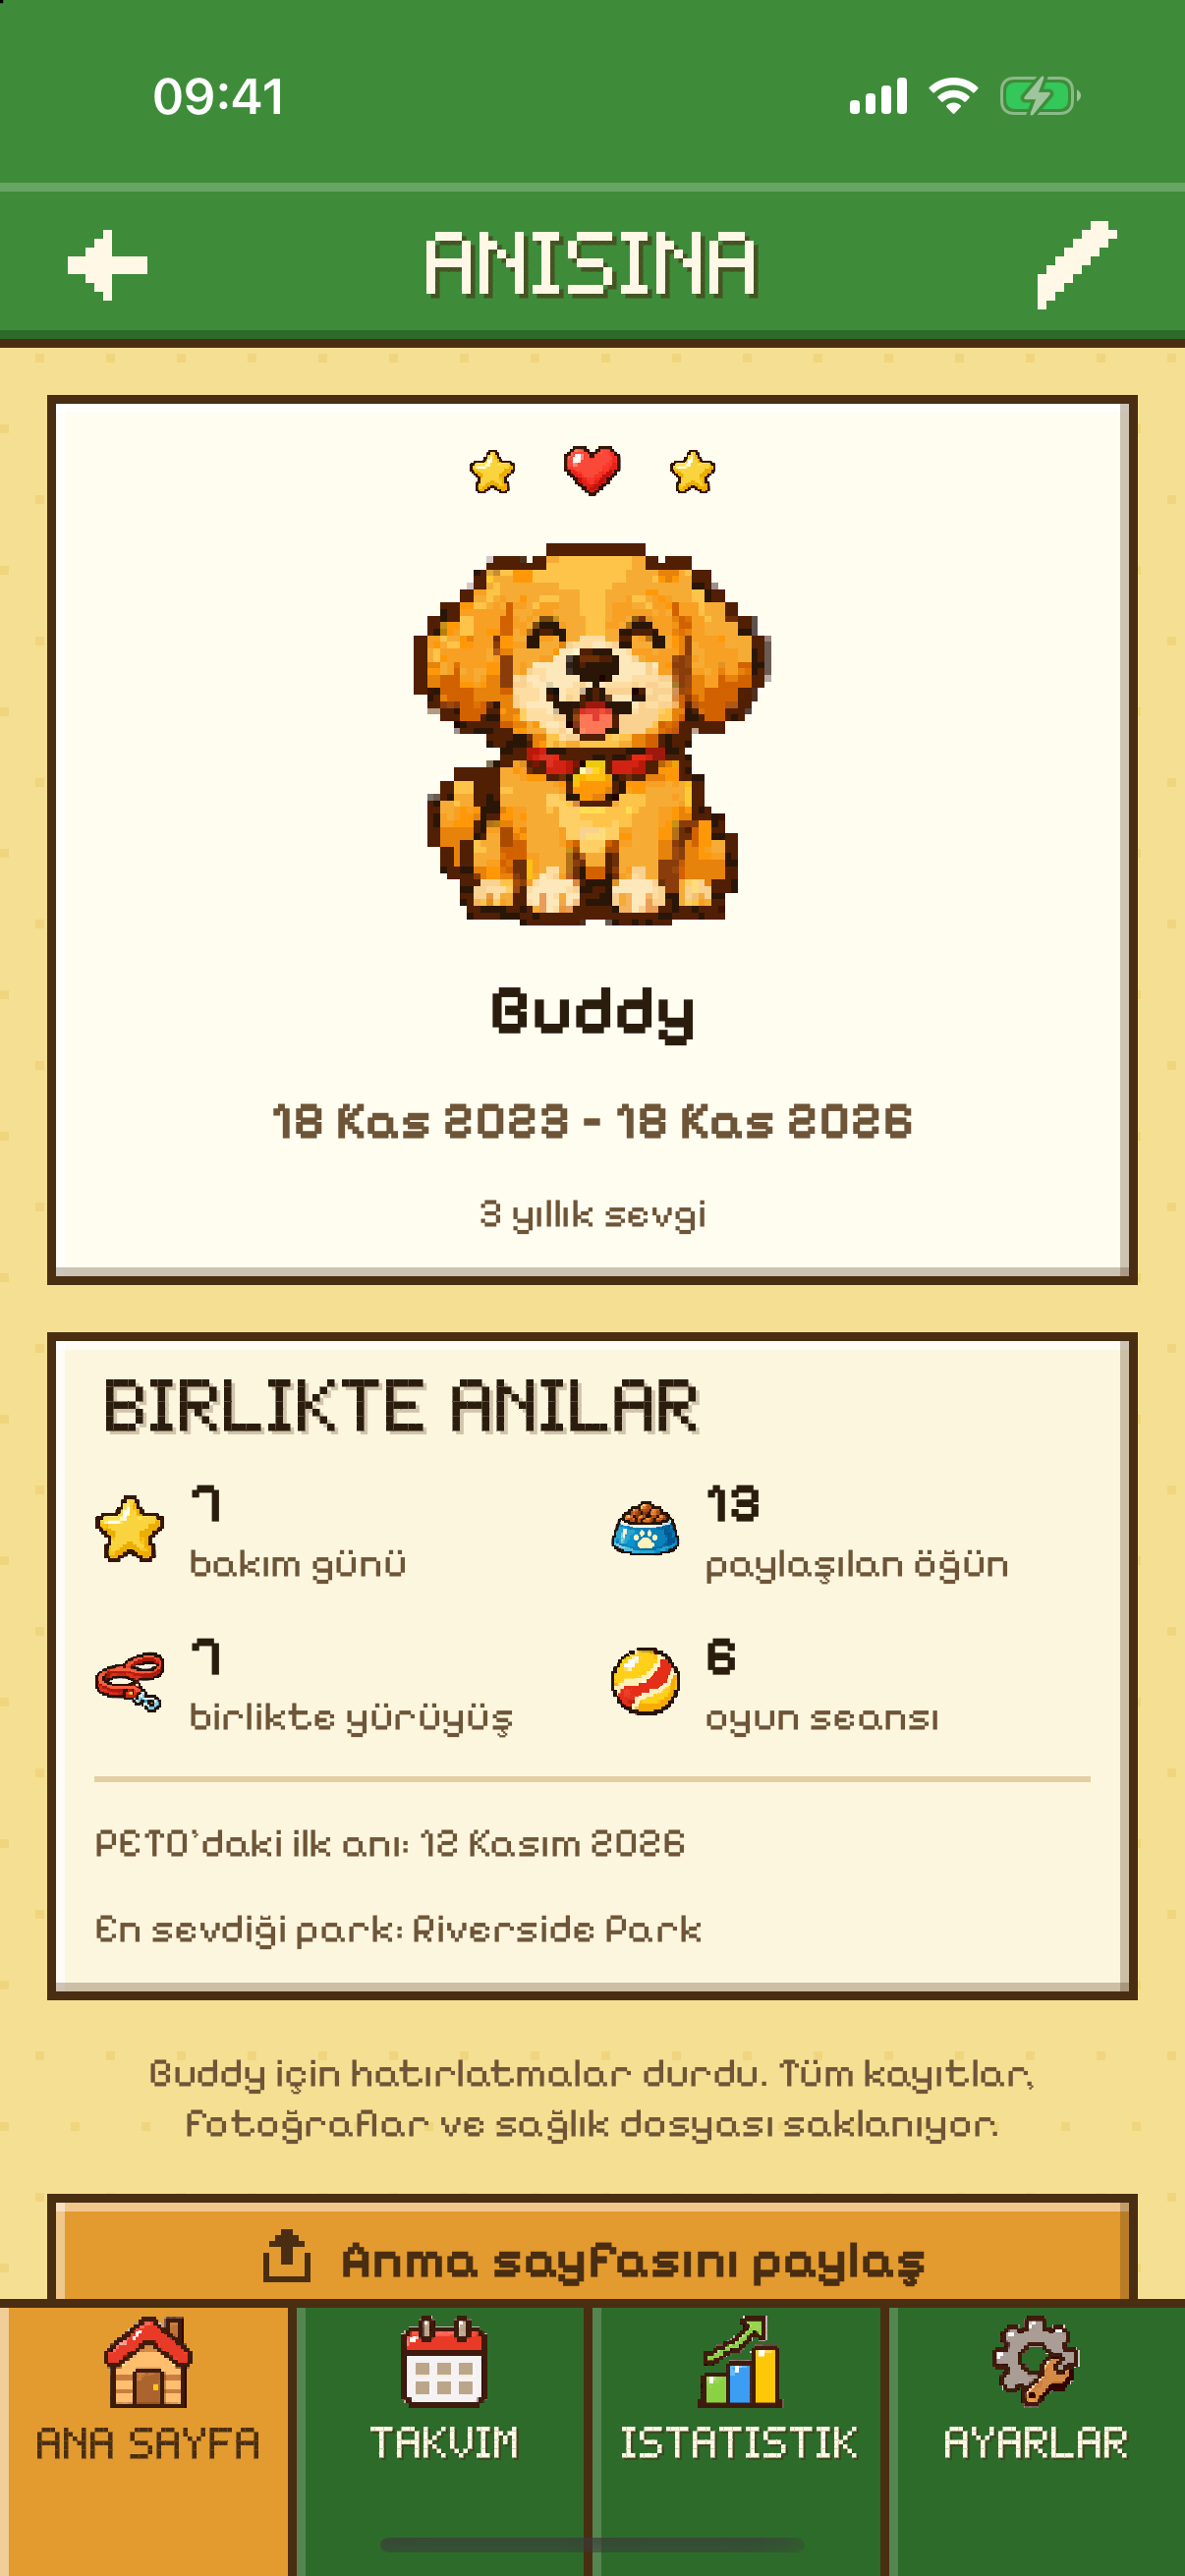 09:41
ANISINA
Buddy
18 Kas 2023 - 18 Kas 2026
3 yıllık sevgi
BIRLIKTE ANILAR
7
bakım günü
13
paylaşılan öğün
7
birlikte yürüyüş
6
oyun seansı
PETO'daki ilk anı: 12 Kasım 2026
En sevdiği park: Riverside Park
Buddy için hatırlatmalar durdu. Tüm kayıtlar,
fotoğraflar ve sağlık dosyası saklanıyor.
Anma sayfasını paylaş
ANA SAYFA
TAKVIM
ISTATISTIK
AYARLAR